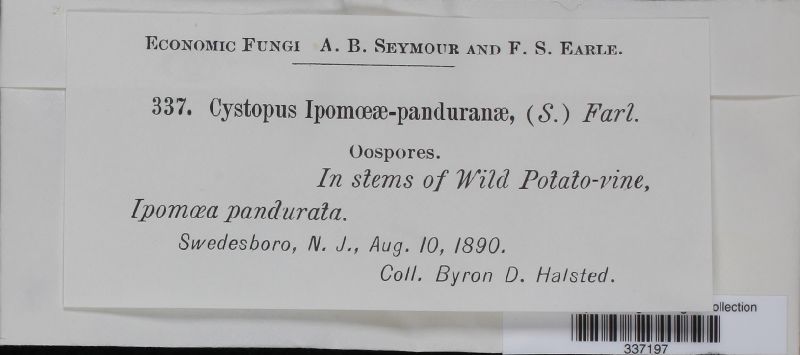 Economic Fungi A. B. Seymour and F. S. Earle.
337. Cystopus Ipomœæ-panduranæ, (S.) Farl.
Oospores.
In stems of Wild Potato-vine,
Ipomœa pandurata.
Swedesboro, N. J., Aug. 10, 1890.
Coll. Byron D. Halsted.
ollection
337197